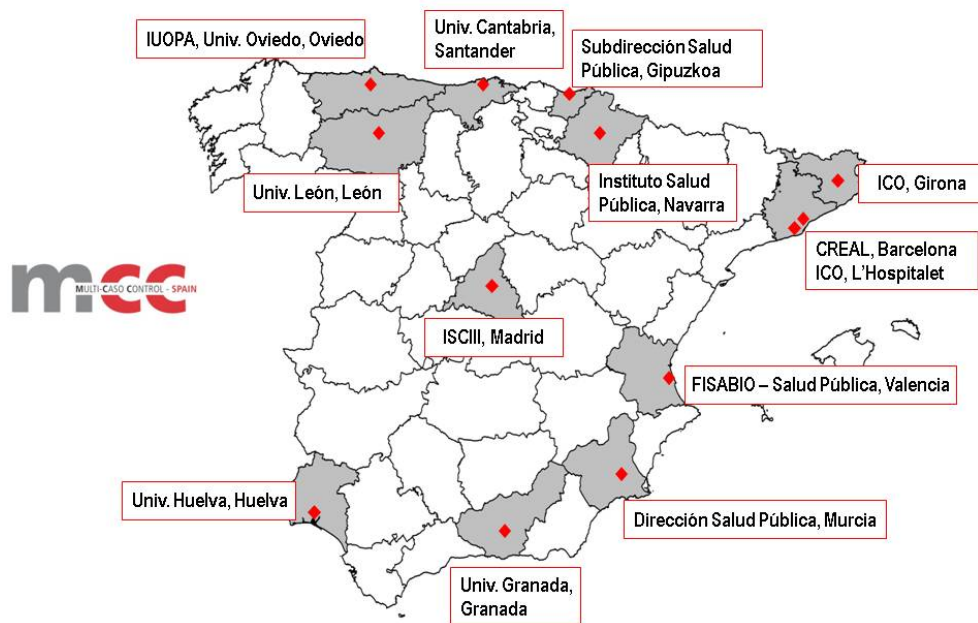 IUOPA, Univ. Oviedo, Oviedo
Univ. Cantabria,
Santander
Subdirección Salud
Pública, Gipuzkoa
Univ. León, León
Instituto Salud
Pública, Navarra
ICO, Girona
CREAL, Barcelona
ICO, L'Hospitalet
mcc
MULTI-CASO CONTROL - SPAIN
ISCIII, Madrid
FISABIO – Salud Pública, Valencia
Univ. Huelva, Huelva
Dirección Salud Pública, Murcia
Univ. Granada,
Granada